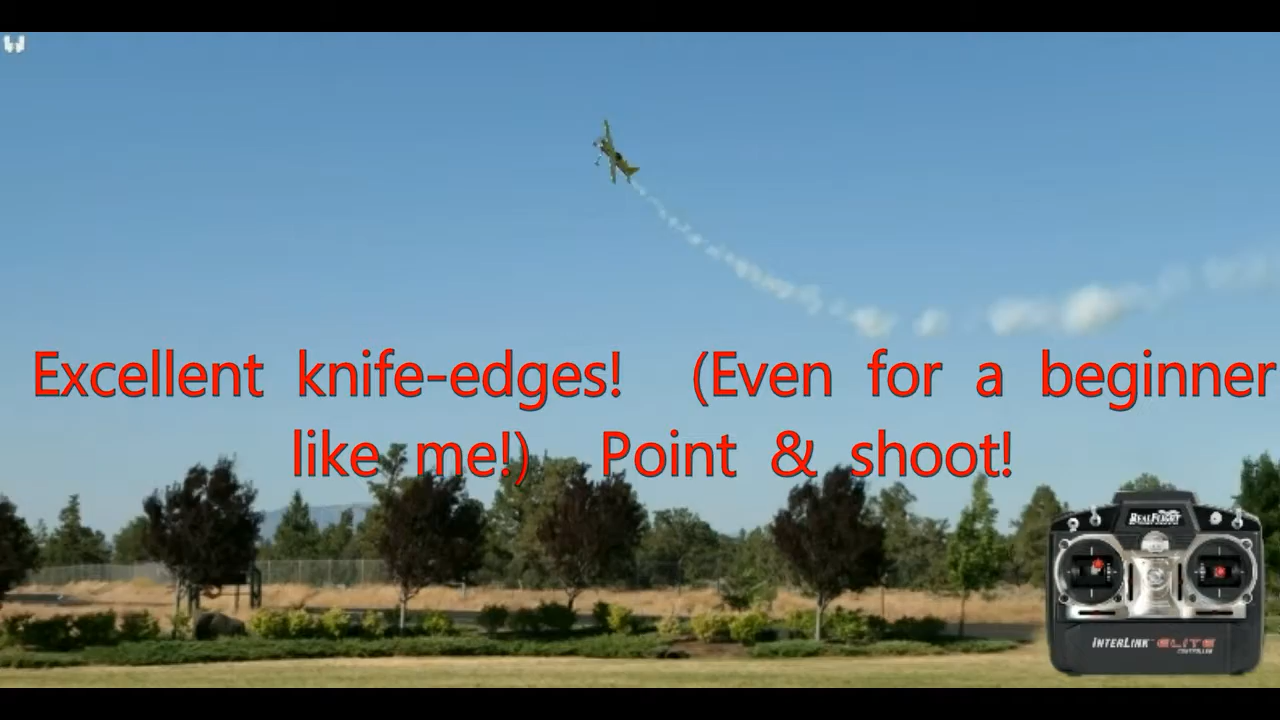 Excellent knife-edges! (Even for a beginner
like me!) Point & shoot!
REALFLIGHT
INTERLINK ELITE
CONTROLLER